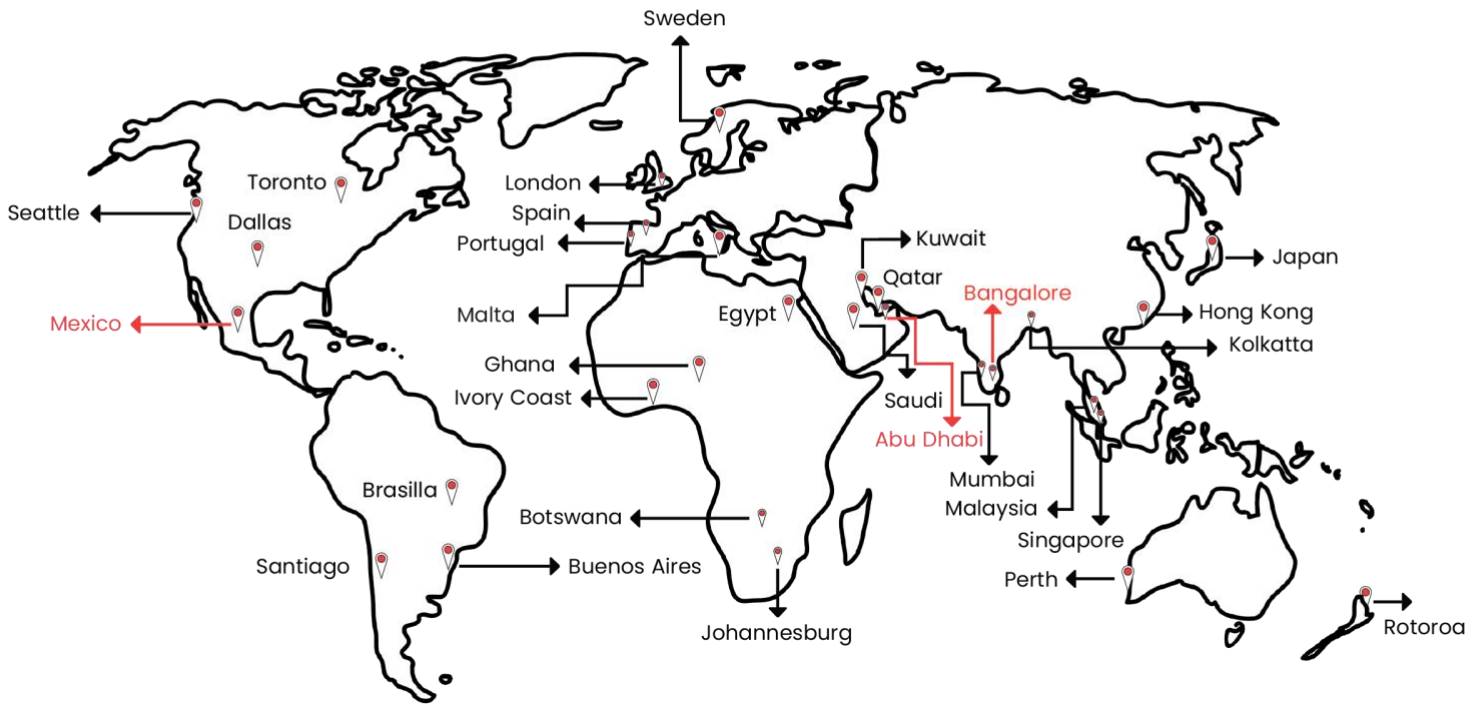 Sweden
Toronto
London
Seattle
Dallas
Spain
Portugal
Kuwait
Japan
Qatar
Bangalore
Mexico
Malta
Egypt
Hong Kong
Kolkatta
Ghana
Ivory Coast
Saudi
Abu Dhabi
Mumbai
Brasilla
Malaysia
Botswana
Singapore
Santiago
Buenos Aires
Perth
Johannesburg
Rotoroa